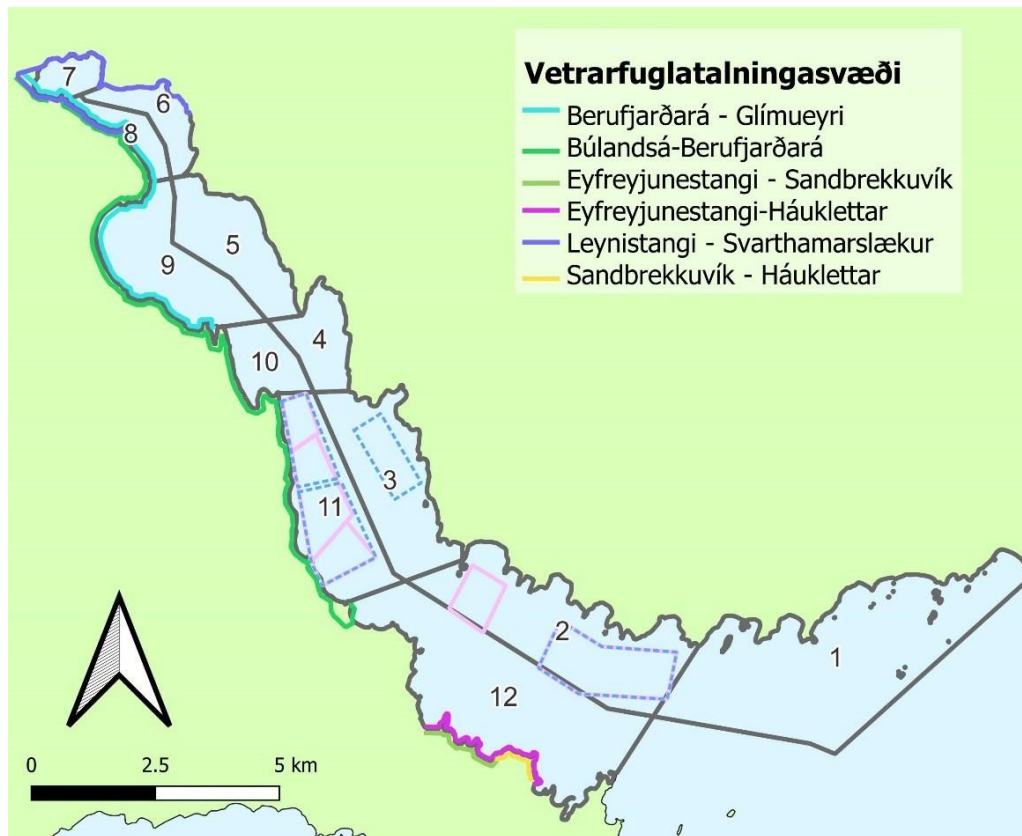 Vetrarfuglatalningasvæði
Berufjarðará - Glímueyri
Búlandsá-Berufjarðará
Eyfreyjunestangi - Sandbrekkuvík
Eyfreyjunestangi-Háuklettar
Leynistangi - Svarthamarslækur
Sandbrekkuvík - Háuklettar
7
6
8
5
9
4
10
3
11
2
1
12
0 2.5 5 km